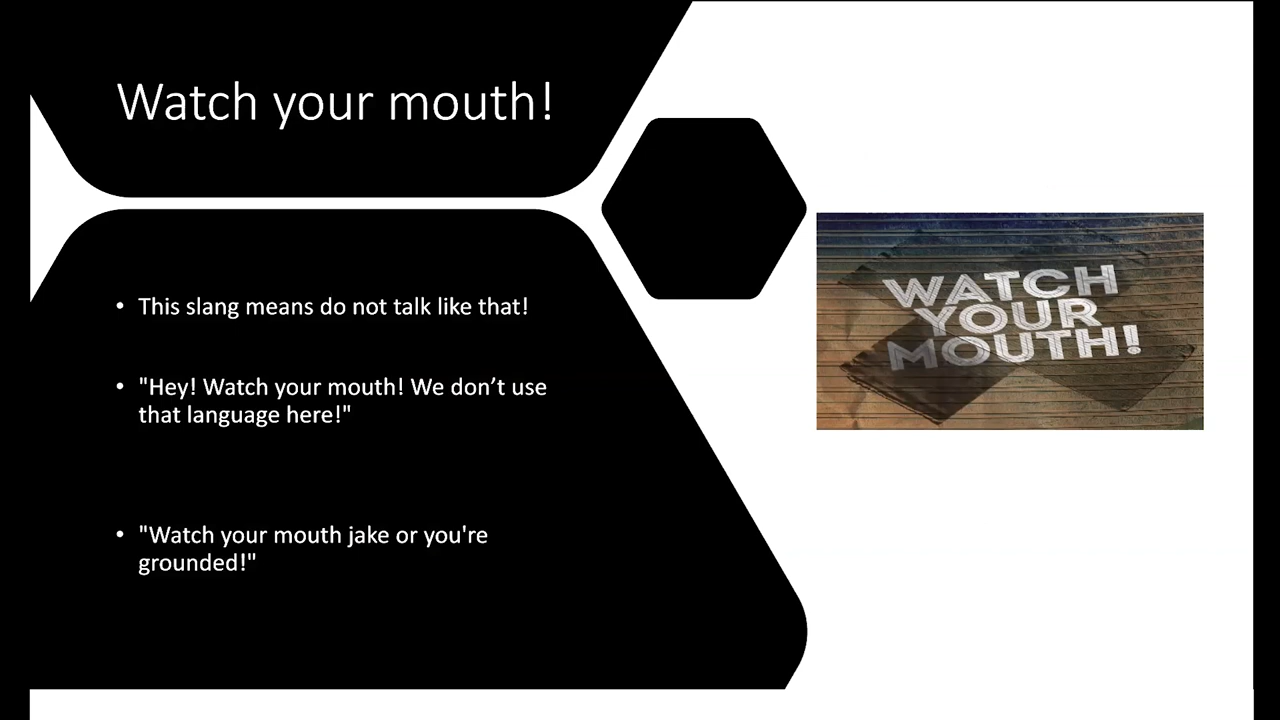 Watch your mouth!
• This slang means do not talk like that!
• "Hey! Watch your mouth! We don’t use
that language here!"
• "Watch your mouth jake or you're
grounded!"
WATCH
YOUR
MOUTH!